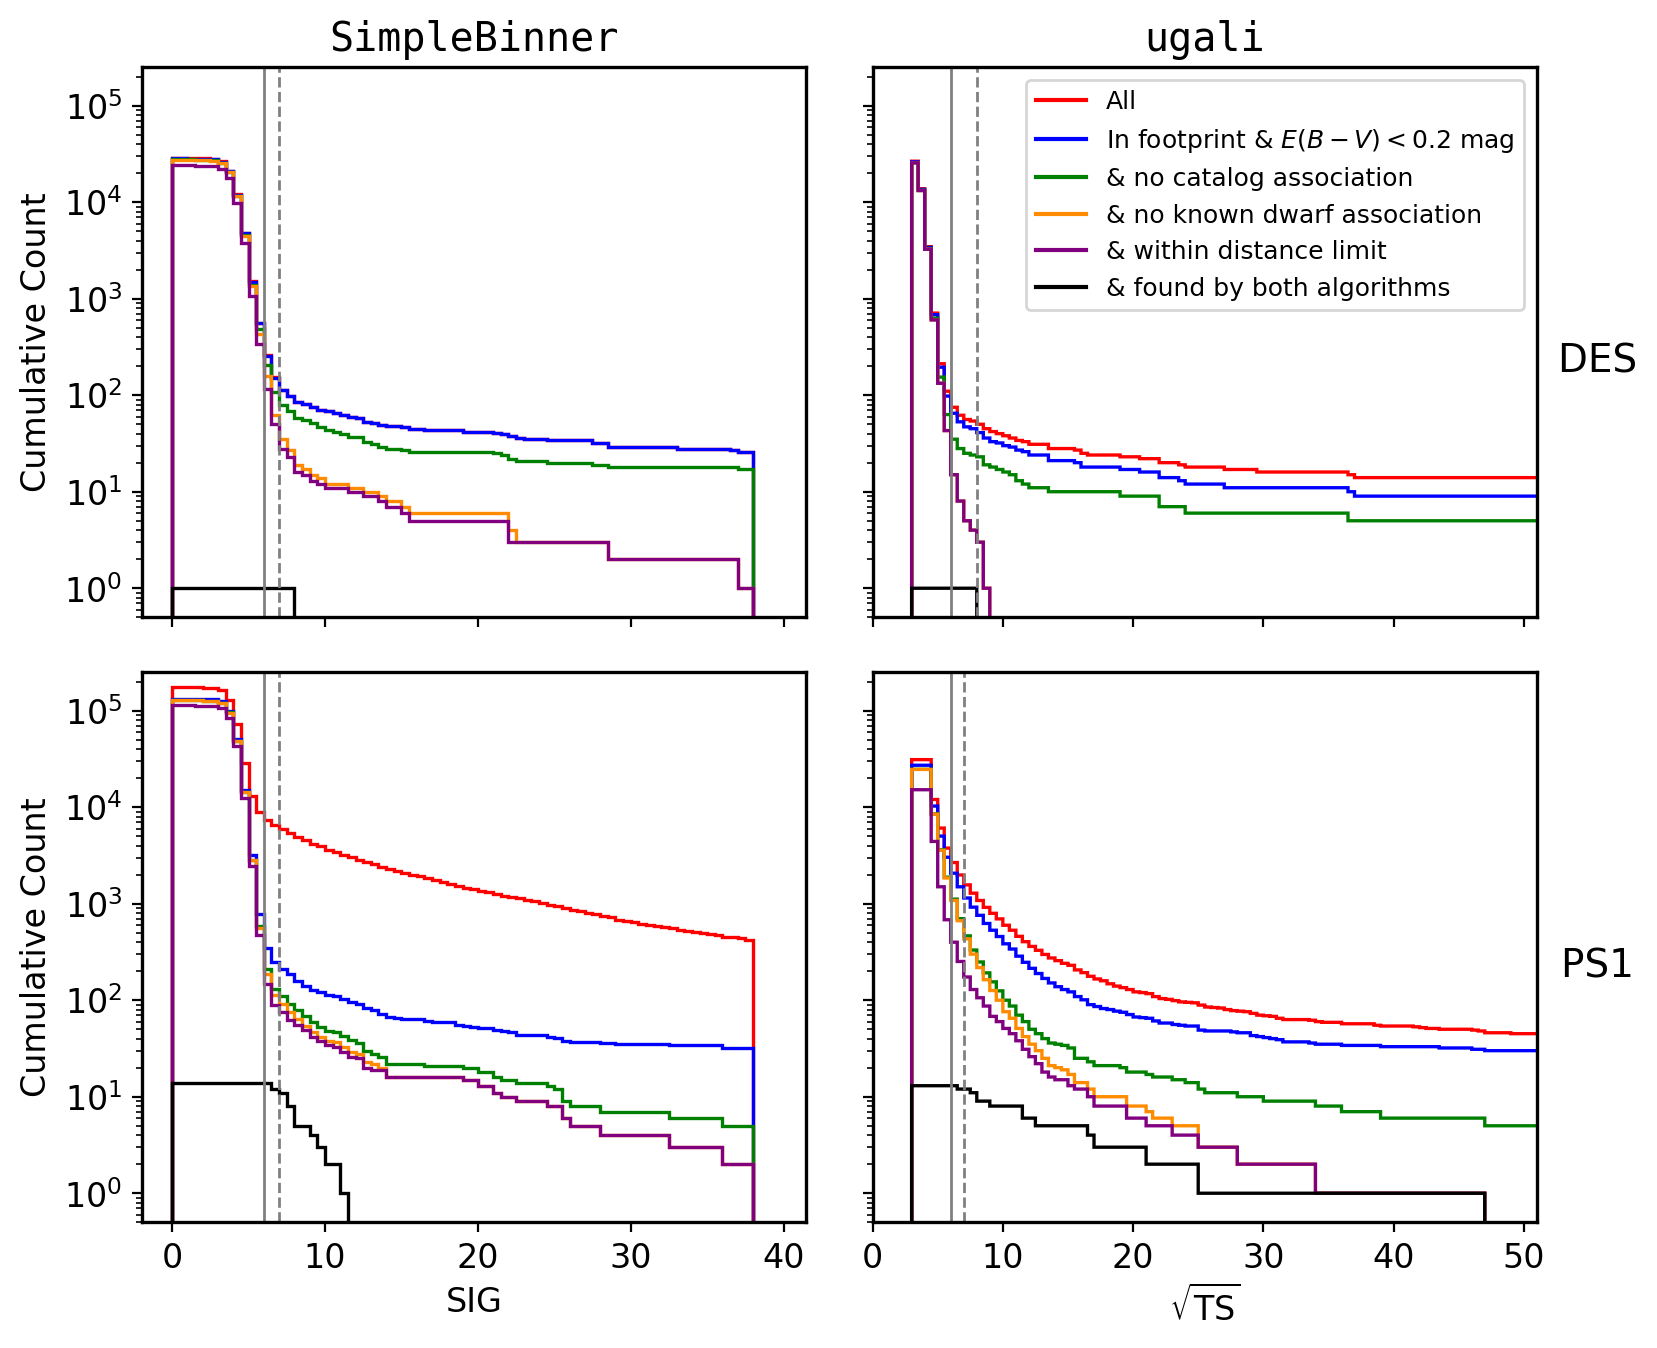 SimpleBinner
ugali
Cumulative Count
10⁵
10⁴
10³
10²
10¹
10⁰
All
In footprint & E(B − V) < 0.2 mag
& no catalog association
& no known dwarf association
& within distance limit
& found by both algorithms
DES
Cumulative Count
10⁵
10⁴
10³
10²
10¹
10⁰
PS1
0 10 20 30 40
SIG
0 10 20 30 40 50
√TS